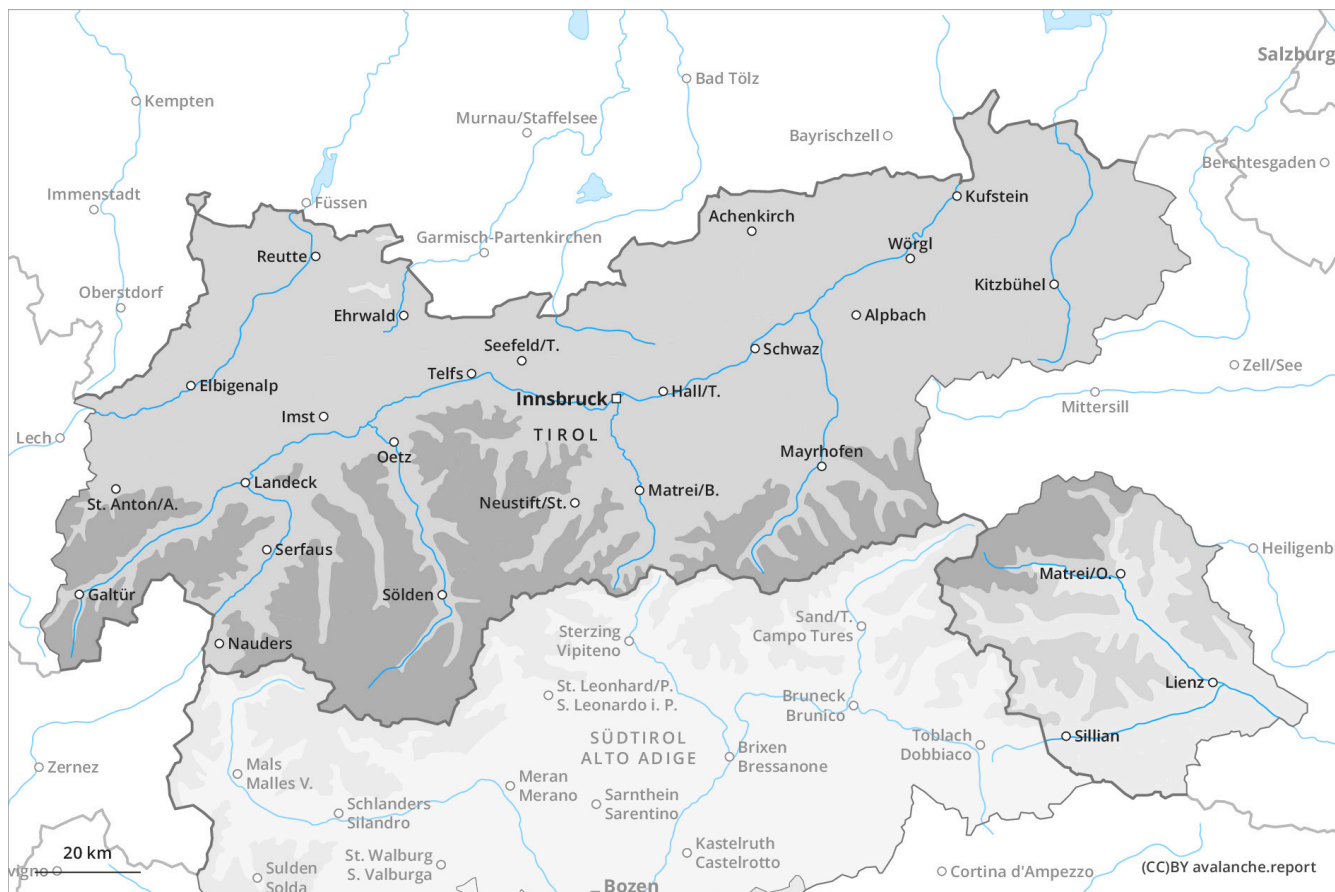 Salzburg
Bad Tölz
Kempten
Murnau/Staffelsee
Bayrischzell
Berchtesgaden
Immenstadt
Füssen
Kufstein
Achenkirch
Garmisch-Partenkirchen
Wörgl
Reutte
Kitzbühel
Oberstdorf
Ehrwald
Alpbach
Seefeld/T.
Schwaz
Zell/See
Telfs
Elbigenalp
Hall/T.
Innsbruck
Mittersill
Imst
Lech
TIROL
Oetz
Mayrhofen
Landeck
Matrei/B.
St. Anton/A.
Neustift/St.
Serfaus
Heiligenb
Matrei/O.
Galtür
Sölden
Sand/T.
Campo Tures
Sterzing
Vipiteno
Nauders
Lienz
St. Leonhard/P.
S. Leonardo i. P.
Bruneck
Brunico
Sillian
SÜDTIROL
ALTO ADIGE
Toblach
Dobbiaco
Brixen
Bressanone
Zernez
Mals
Malles V.
Meran
Merano
Schlanders
Silandro
Sarnthein
Sarentino
Kastelruth
Castelrotto
20 km
St. Walburg
S. Valburga
vigno
Sulden
Solda
Cortina d'Ampezzo
(CC)BY avalanche.report
Bozen